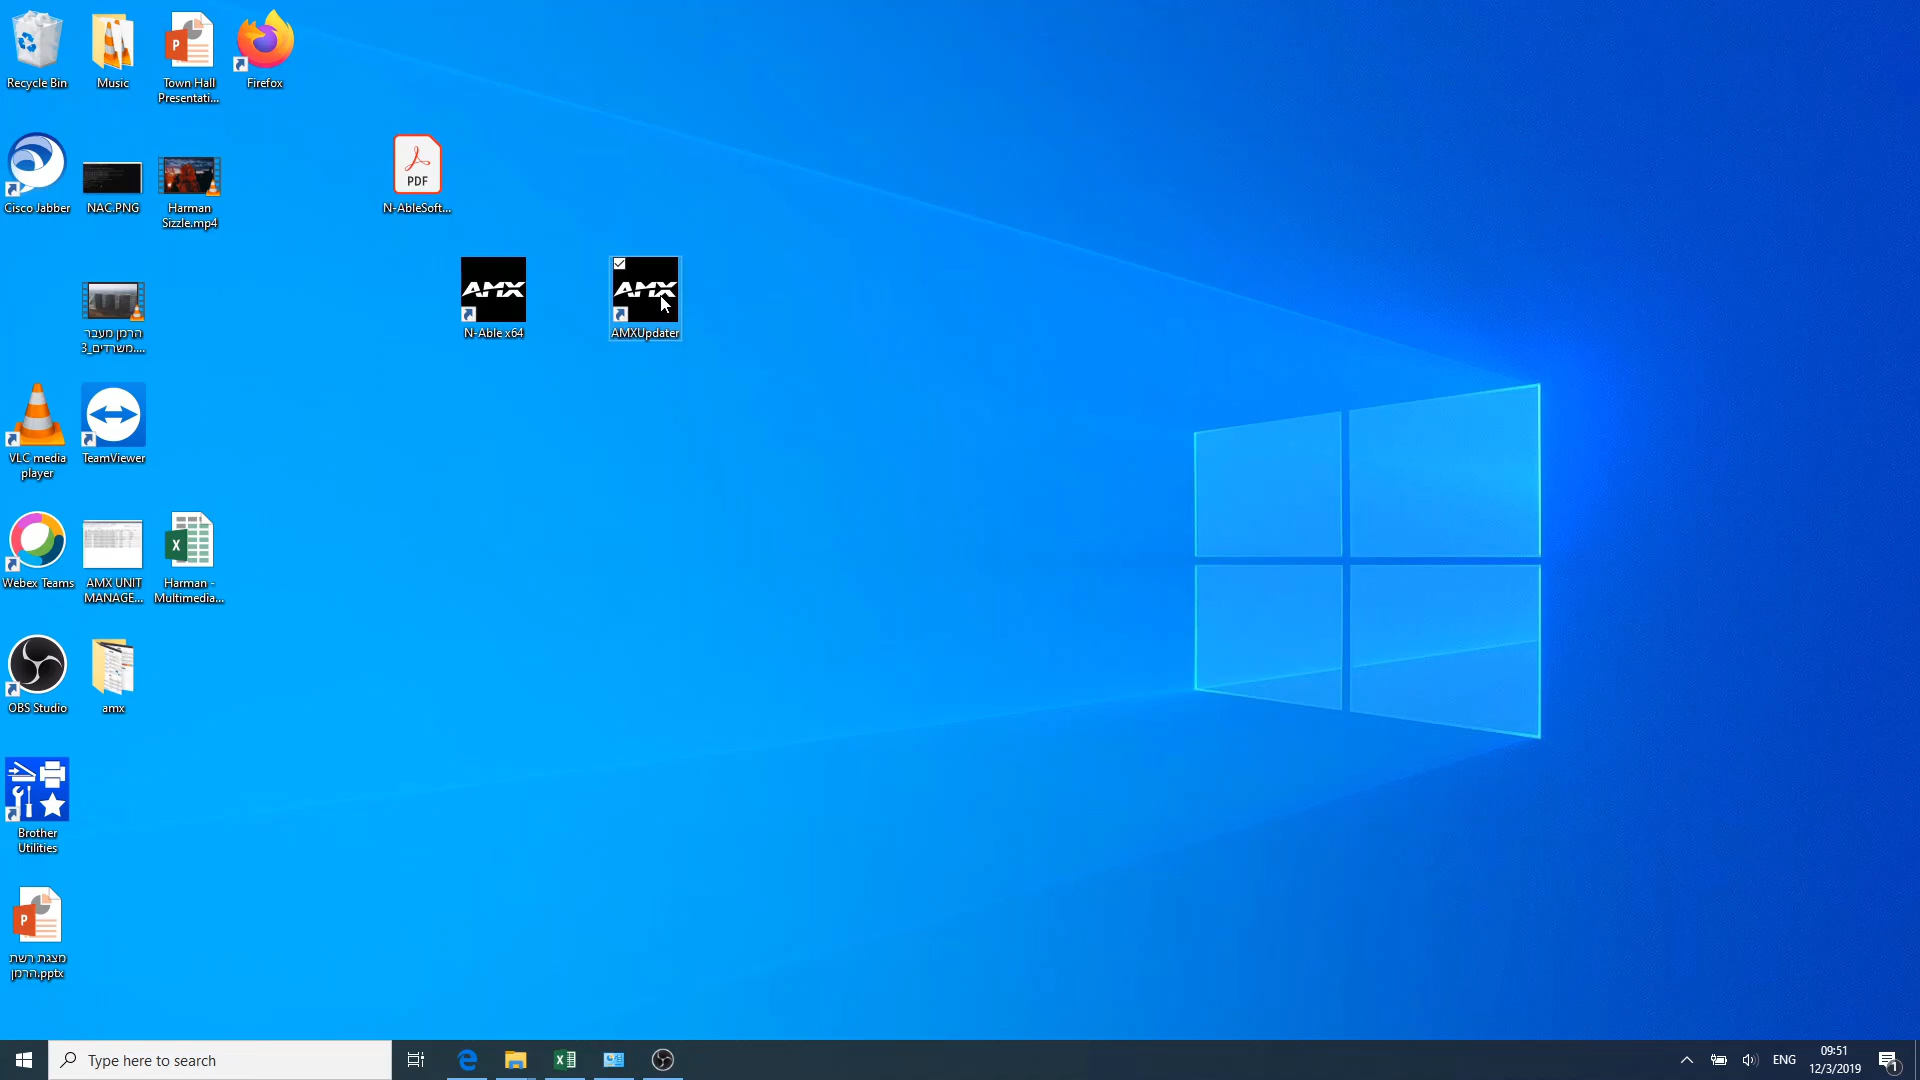 Recycle Bin
Music
Town Hall
Presentati...
Firefox
Cisco Jabber
NAC.PNG
Harman
Sizzle.mp4
PDF
N-AbleSoft...
הרמן מעבר
משרדים_3....
AMX
N-Able x64
AMX
AMXUpdater
VLC media
player
TeamViewer
Webex Teams
AMX UNIT
MANAGE...
Harman -
Multimedia...
OBS Studio
amx
Brother
Utilities
מצגת רשת
הרמן.pptx
Type here to search
ENG
09:51
12/3/2019
1